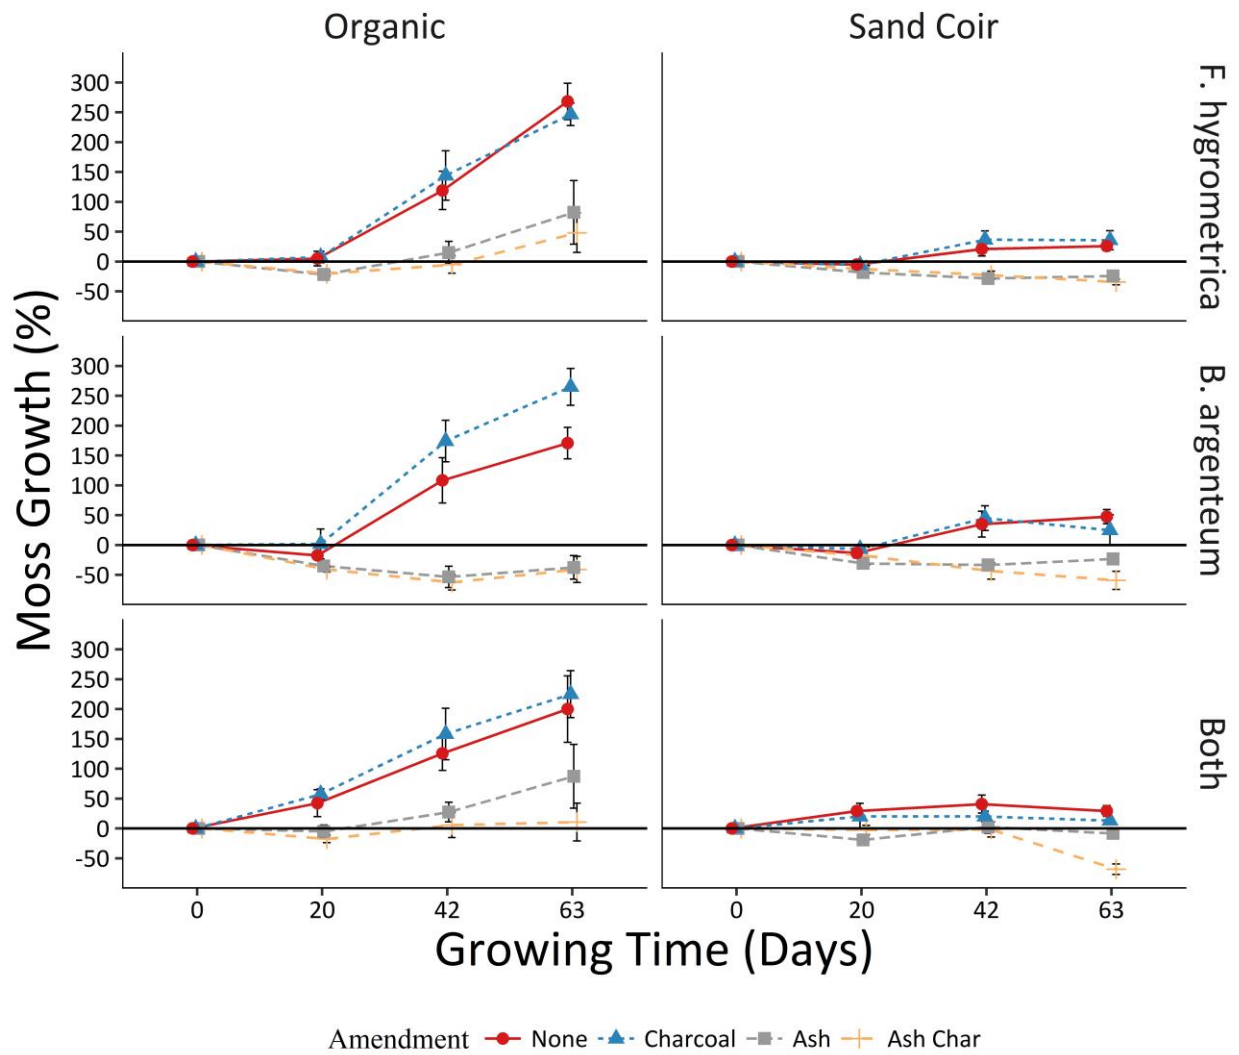 Organic
Sand Coir
Moss Growth (%)
300
250
200
150
100
50
0
-50
F. hygrometrica
300
250
200
150
100
50
0
-50
B. argenteum
300
250
200
150
100
50
0
-50
Both
0 20 42 63
0 20 42 63
Growing Time (Days)
Amendment None Charcoal Ash Ash Char